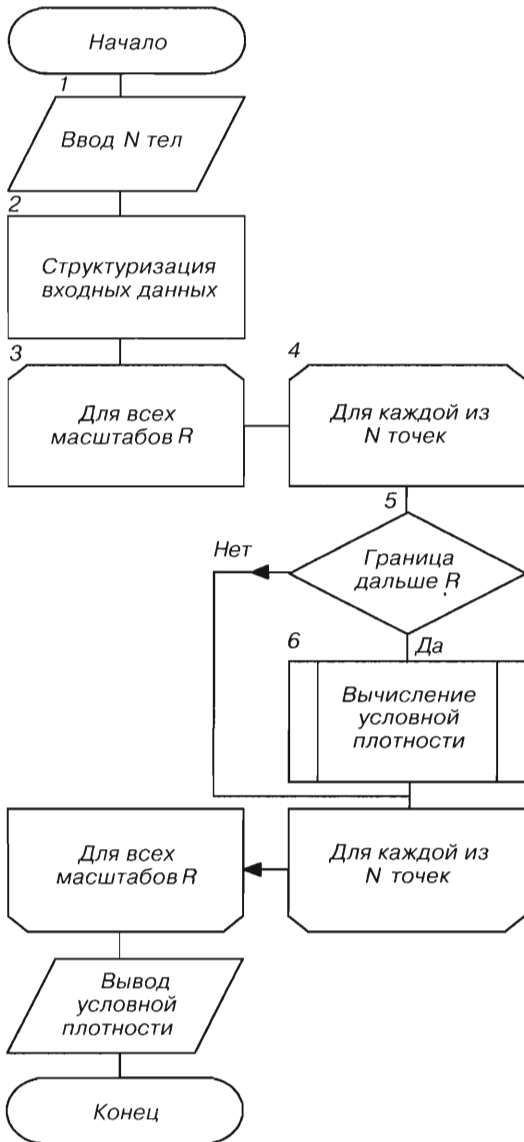 Начало
1
Ввод N тел
2
Структуризация
входных данных
3
Для всех
масштабов R
4
Для каждой из
N точек
5
Граница
дальше R
Нет
Да
6
Вычисление
условной
плотности
Для всех
масштабов R
Для каждой из
N точек
Вывод
условной
плотности
Конец